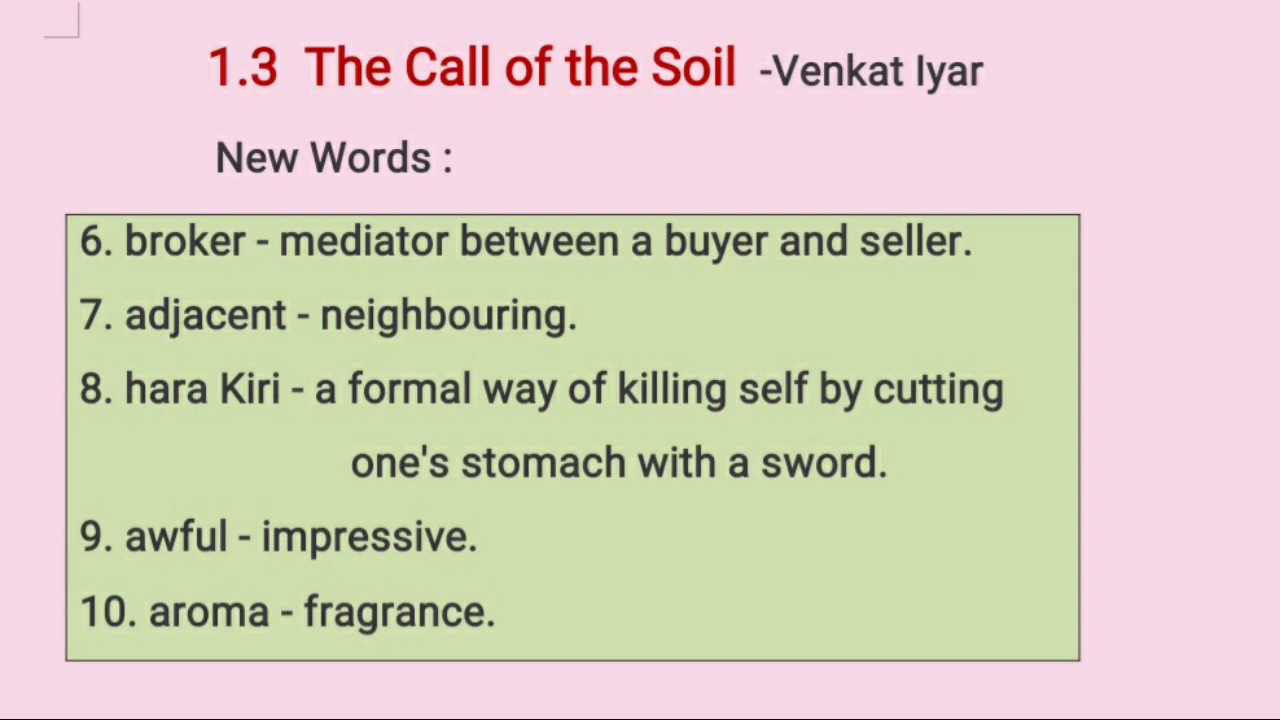 1.3 The Call of the Soil -Venkat Iyar
New Words :
6. broker - mediator between a buyer and seller.
7. adjacent - neighbouring.
8. hara Kiri - a formal way of killing self by cutting
one's stomach with a sword.
9. awful - impressive.
10. aroma - fragrance.